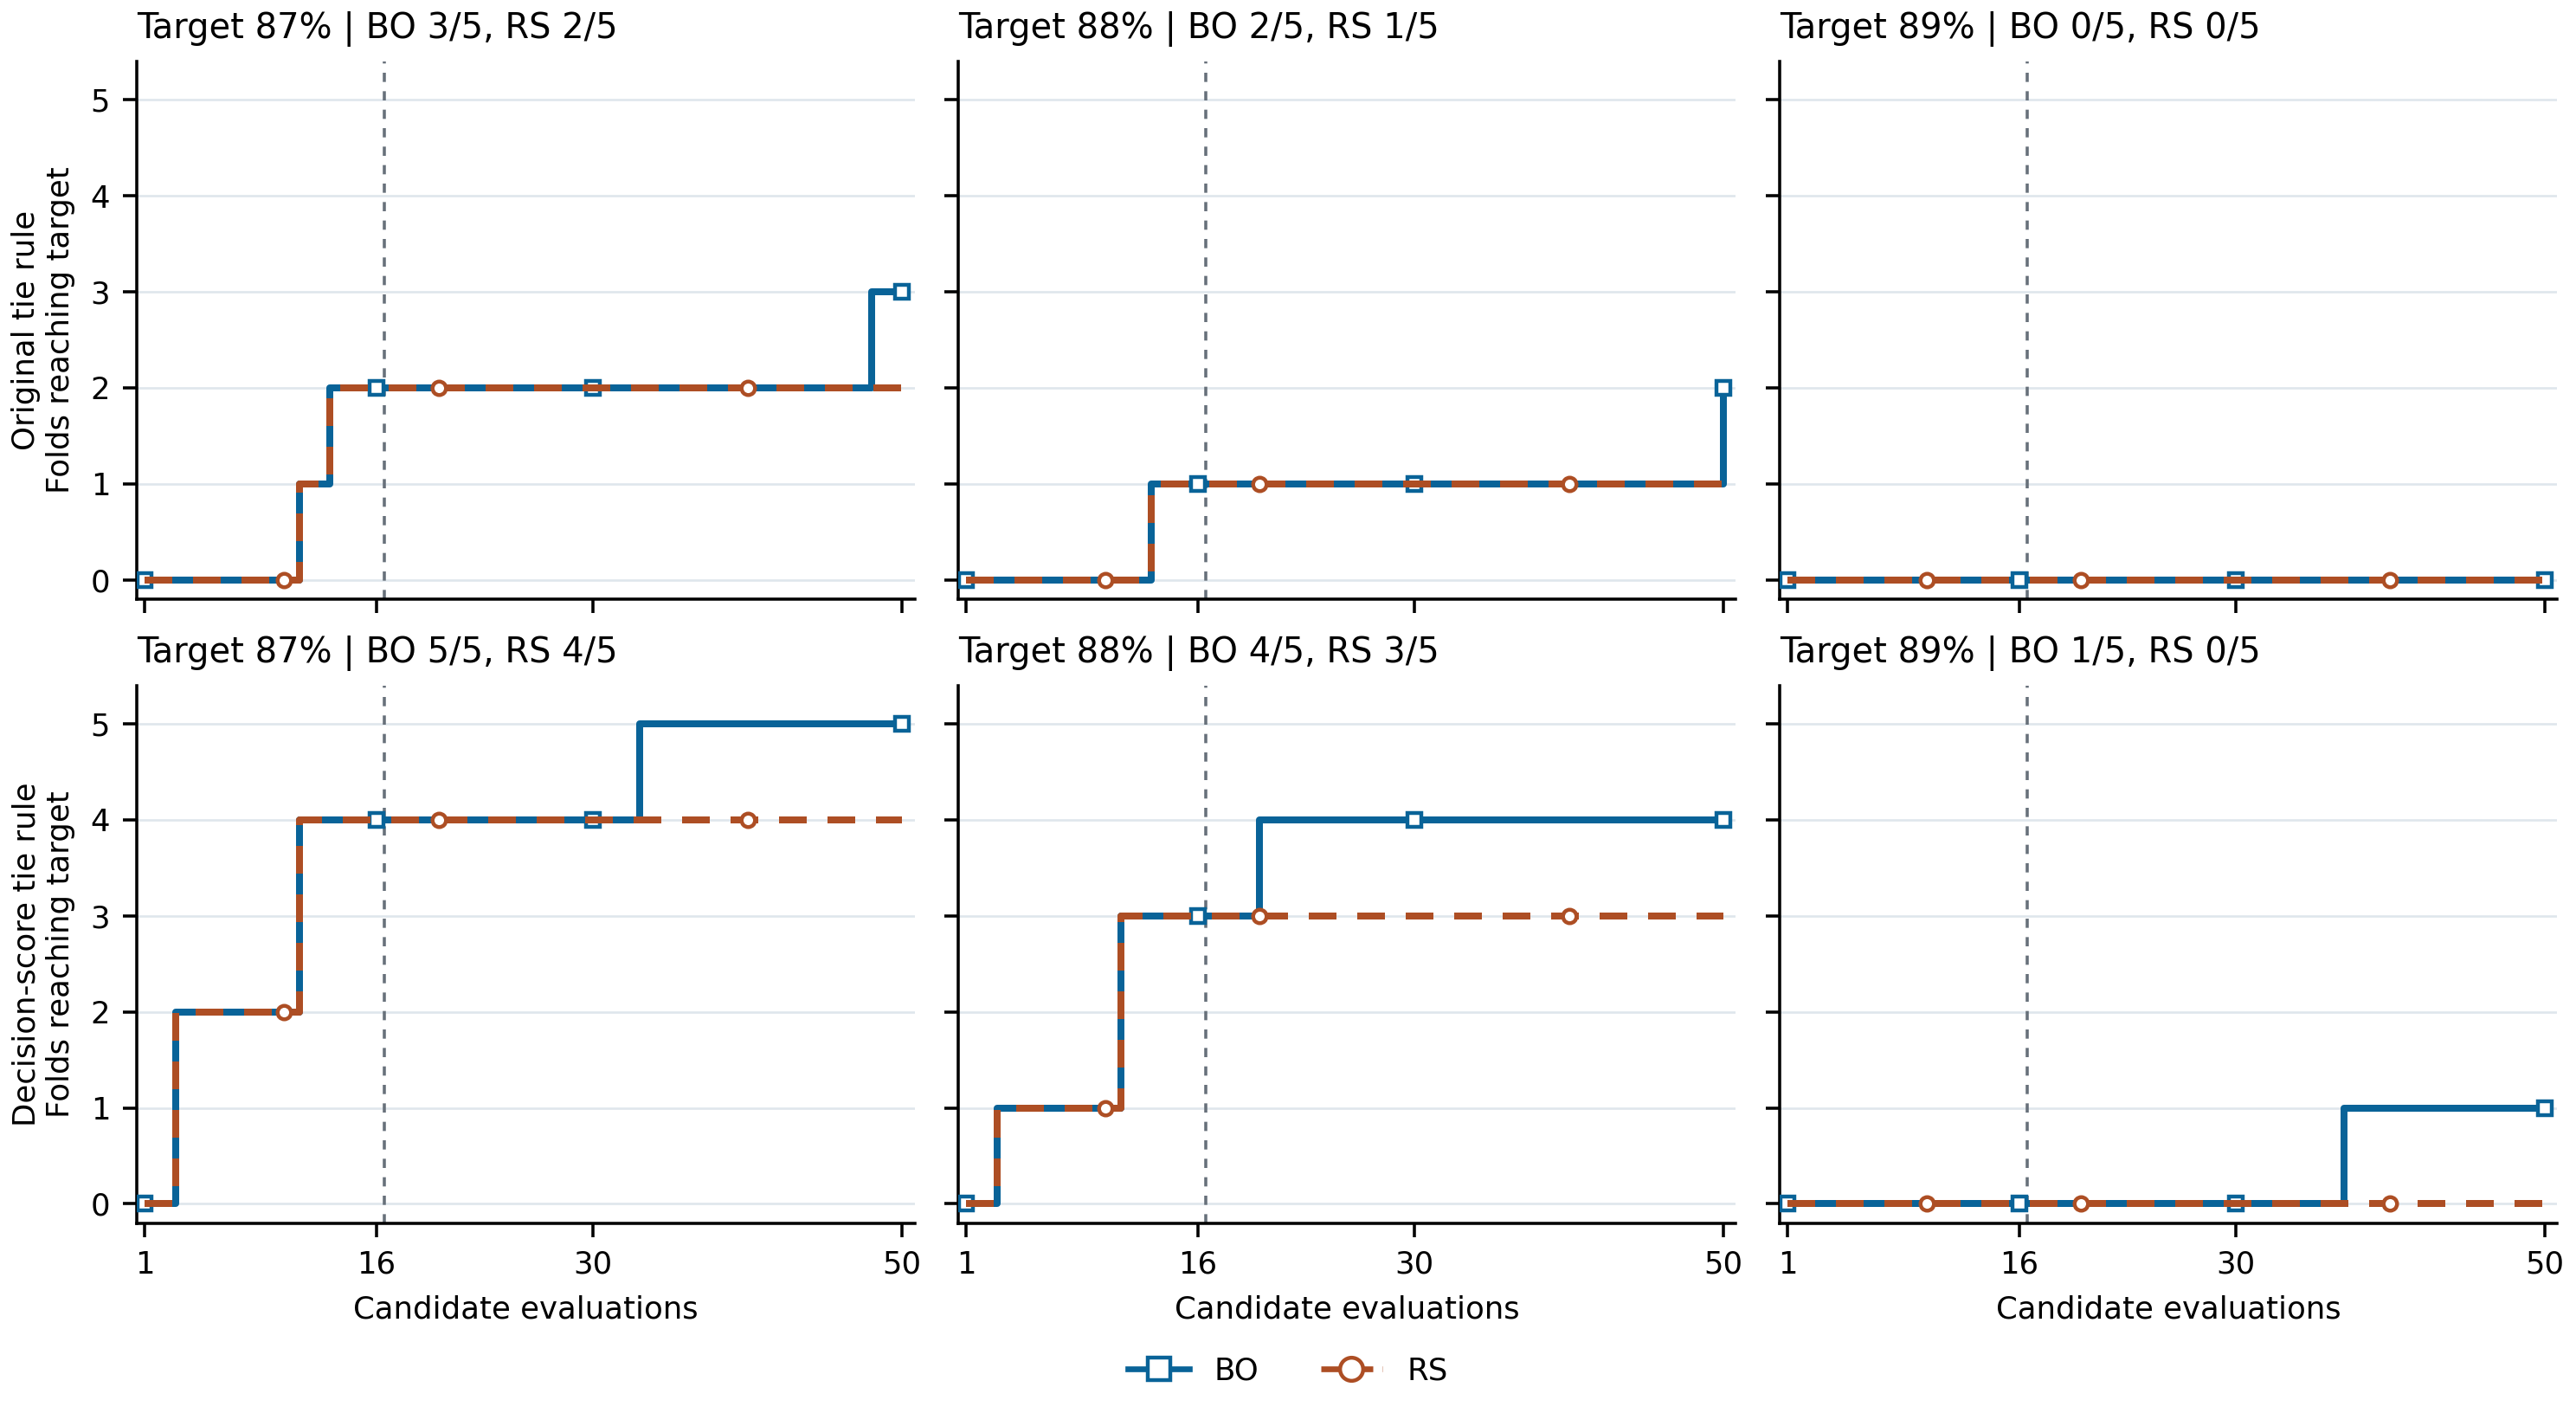 Target 87% | BO 3/5, RS 2/5
Target 88% | BO 2/5, RS 1/5
Target 89% | BO 0/5, RS 0/5
Original tie rule
Folds reaching target
5
4
3
2
1
0
Target 87% | BO 5/5, RS 4/5
Target 88% | BO 4/5, RS 3/5
Target 89% | BO 1/5, RS 0/5
Decision-score tie rule
Folds reaching target
5
4
3
2
1
0
1 16 30 50
1 16 30 50
1 16 30 50
Candidate evaluations
Candidate evaluations
Candidate evaluations
BO RS